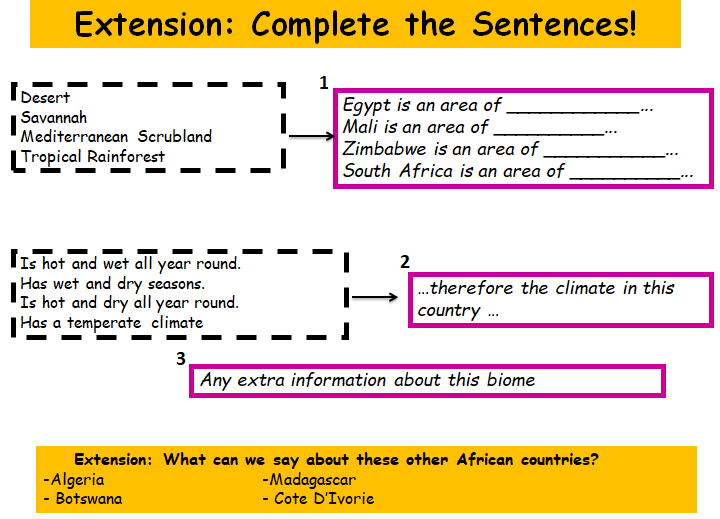 Extension: Complete the Sentences!
Desert
Savannah
Mediterranean Scrubland
Tropical Rainforest
1
Egypt is an area of _____________...
Mali is an area of ___________...
Zimbabwe is an area of ____________...
South Africa is an area of ___________...
Is hot and wet all year round.
Has wet and dry seasons.
Is hot and dry all year round.
Has a temperate climate
2
...therefore the climate in this
country ...
3
Any extra information about this biome
Extension: What can we say about these other African countries?
-Algeria
- Botswana
-Madagascar
- Cote D'Ivorie